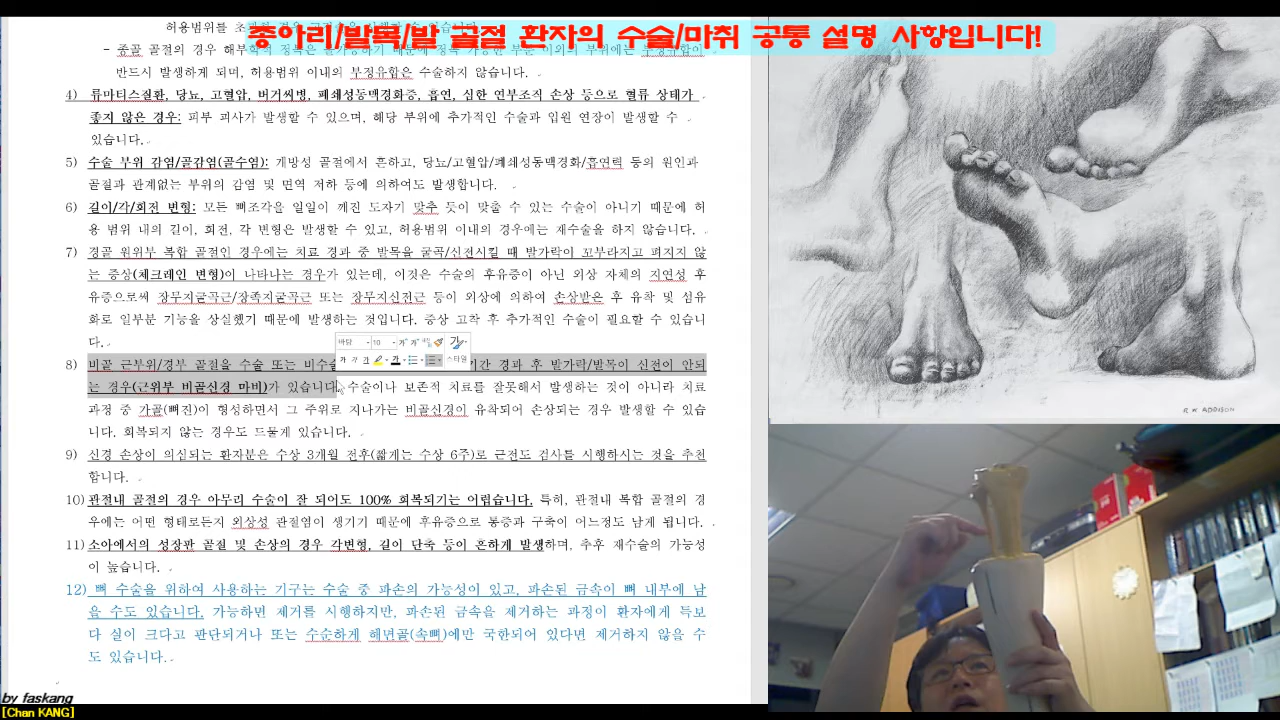 종아리/발목/발 골절 환자의 수술/마취 공통 설명 사항입니다!
허용범위를 초과한 경우
- 종골 골절의 경우 해부학적 정복은 불가능하기 때문에 정복 가능한 부분 이외의 부위에는 부정유합이
반드시 발생하게 되며, 허용범위 이내의 부정유합은 수술하지 않습니다.
4) 류마티스질환, 당뇨, 고혈압, 버거씨병, 폐쇄성동맥경화증, 흡연, 심한 연부조직 손상 등으로 혈류 상태가
좋지 않은 경우: 피부 괴사가 발생할 수 있으며, 해당 부위에 추가적인 수술과 입원 연장이 발생할 수
있습니다.
5) 수술 부위 감염/골감염(골수염): 개방성 골절에서 흔하고, 당뇨/고혈압/폐쇄성동맥경화/흡연력 등의 원인과
골절과 관계없는 부위의 감염 및 면역 저하 등에 의하여도 발생합니다.
6) 길이/각/회전 변형: 모든 뼈조각을 일일이 깨진 도자기 맞추 듯이 맞출 수 있는 수술이 아니기 때문에 허
용 범위 내의 길이, 회전, 각 변형은 발생할 수 있고, 허용범위 이내의 경우에는 재수술을 하지 않습니다.
7) 경골 원위부 복합 골절인 경우에는 치료 경과 중 발목을 굴곡/신전시킬 때 발가락이 꼬부라지고 펴지지 않
는 증상(체크레인 변형)이 나타나는 경우가 있는데, 이것은 수술의 후유증이 아닌 외상 자체의 지연성 후
유증으로써 장무지굴곡근/장족지굴곡근 또는 장무지신전근 등이 외상에 의하여 손상받은 후 유착 및 섬유
화로 일부분 기능을 상실했기 때문에 발생하는 것입니다. 증상 고착 후 추가적인 수술이 필요할 수 있습니
다.
바탕 10
스타일
8) 비골 근부위/경부 골절을 수술 또는 비수술 기간 경과 후 발가락/발목이 신전이 안되
는 경우(근위부 비골신경 마비)가 있습니다. 수술이나 보존적 치료를 잘못해서 발생하는 것이 아니라 치료
과정 중 가골(뼈진)이 형성하면서 그 주위로 지나가는 비골신경이 유착되어 손상되는 경우 발생할 수 있습
니다. 회복되지 않는 경우도 드물게 있습니다.
9) 신경 손상이 의심되는 환자분은 수상 3개월 전후(짧게는 수상 6주)로 근전도 검사를 시행하시는 것을 추천
합니다.
10) 관절내 골절의 경우 아무리 수술이 잘 되어도 100% 회복되기는 어렵습니다. 특히, 관절내 복합 골절의 경
우에는 어떤 형태로든지 외상성 관절염이 생기기 때문에 후유증으로 통증과 구축이 어느정도 남게 됩니다.
11) 소아에서의 성장판 골절 및 손상의 경우 각변형, 길이 단축 등이 흔하게 발생하며, 추후 재수술의 가능성
이 높습니다.
12) 뼈 수술을 위하여 사용하는 기구는 수술 중 파손의 가능성이 있고, 파손된 금속이 뼈 내부에 남
을 수도 있습니다. 가능하면 제거를 시행하지만, 파손된 금속을 제거하는 과정이 환자에게 득보
다 실이 크다고 판단되거나 또는 수순하게 해면골(속뼈)에만 국한되어 있다면 제거하지 않을 수
도 있습니다.
R W ADDISON
by faskang
[Chan KANG]